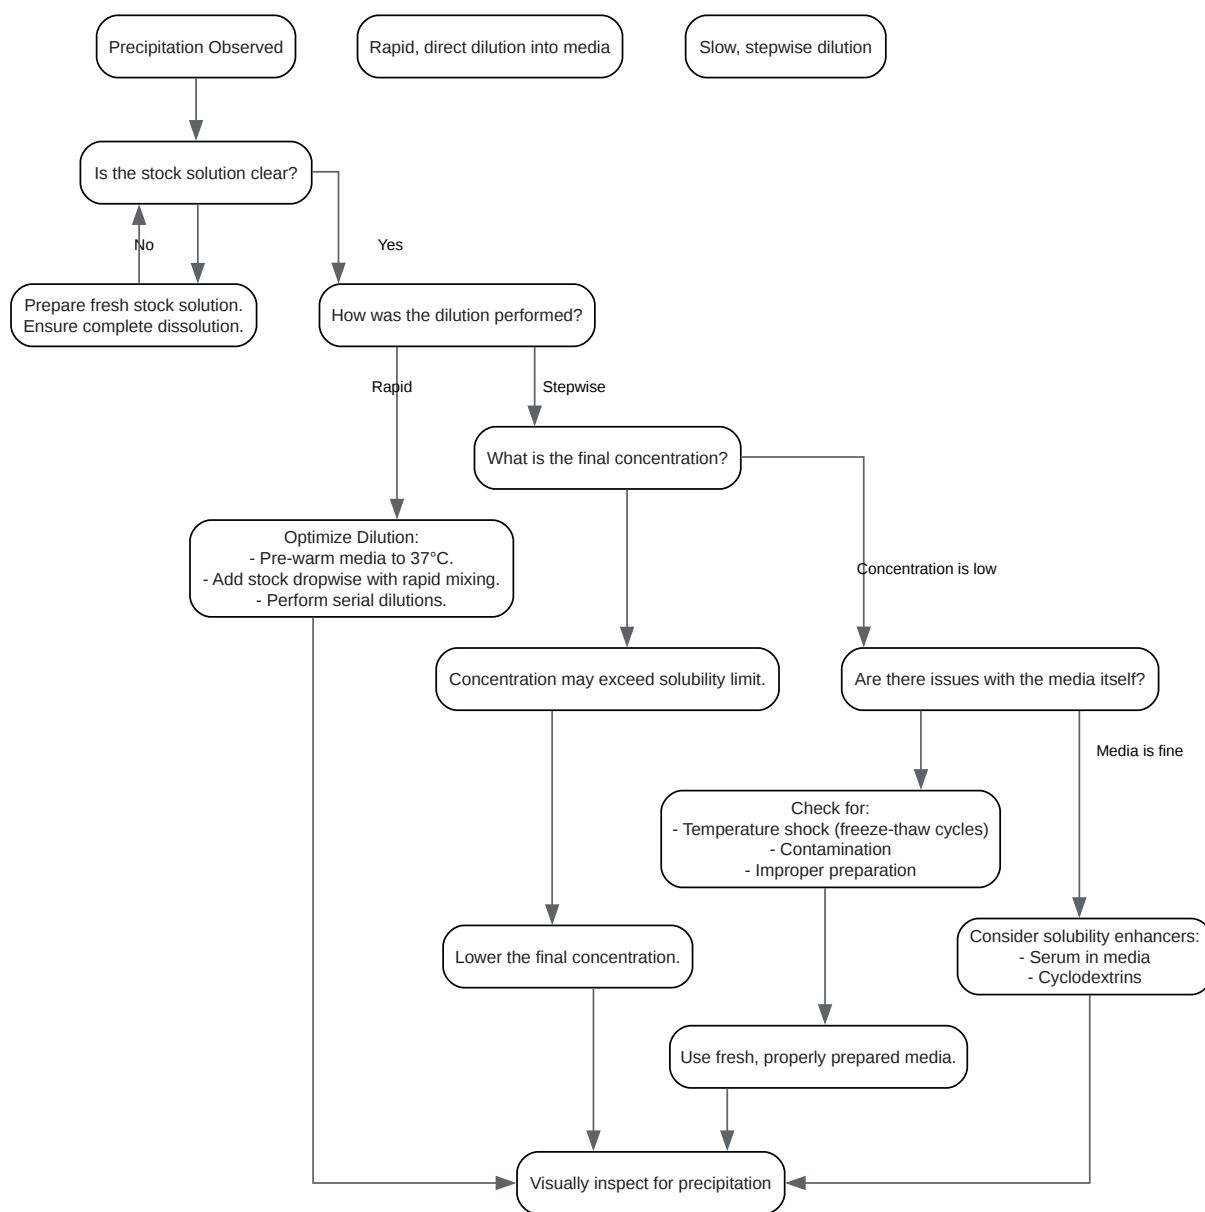 Precipitation Observed
Rapid, direct dilution into media
Slow, stepwise dilution
Is the stock solution clear?
No
Yes
Prepare fresh stock solution.
Ensure complete dissolution.
How was the dilution performed?
Rapid
Stepwise
What is the final concentration?
Optimize Dilution:
- Pre-warm media to 37°C.
- Add stock dropwise with rapid mixing.
- Perform serial dilutions.
Concentration is low
Concentration may exceed solubility limit.
Are there issues with the media itself?
Media is fine
Check for:
- Temperature shock (freeze-thaw cycles)
- Contamination
- Improper preparation
Lower the final concentration.
Consider solubility enhancers:
- Serum in media
- Cyclodextrins
Use fresh, properly prepared media.
Visually inspect for precipitation